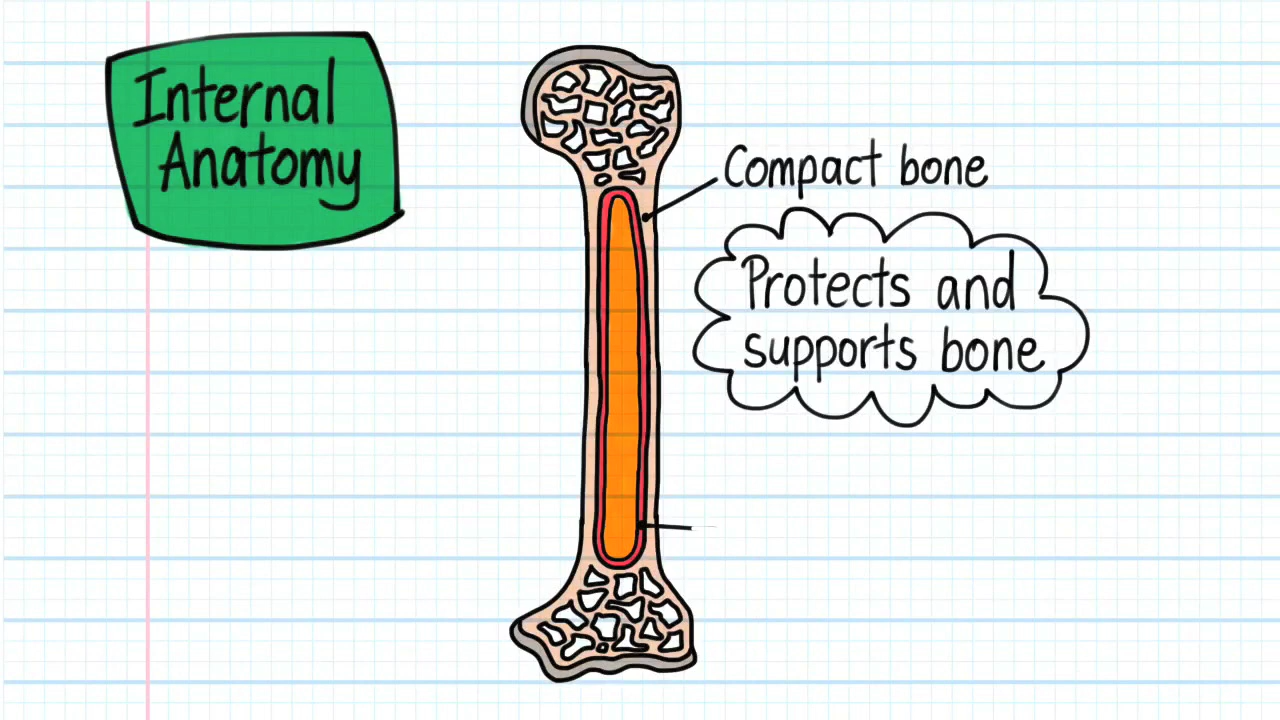 Internal
Anatomy
Compact bone
Protects and
supports bone